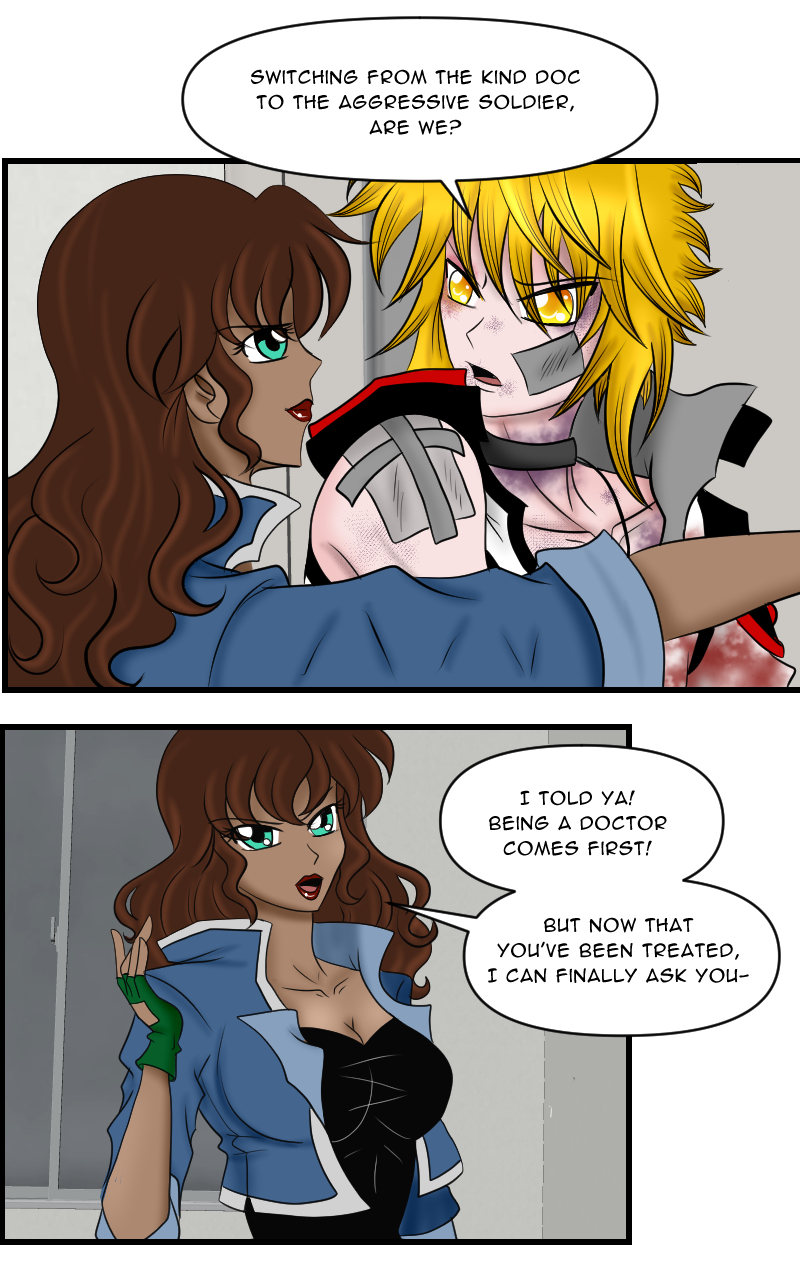 SWITCHING FROM THE KIND DOC
TO THE AGGRESSIVE SOLDIER,
ARE WE?
I TOLD YA!
BEING A DOCTOR
COMES FIRST!
BUT NOW THAT
YOU'VE BEEN TREATED,
I CAN FINALLY ASK YOU-